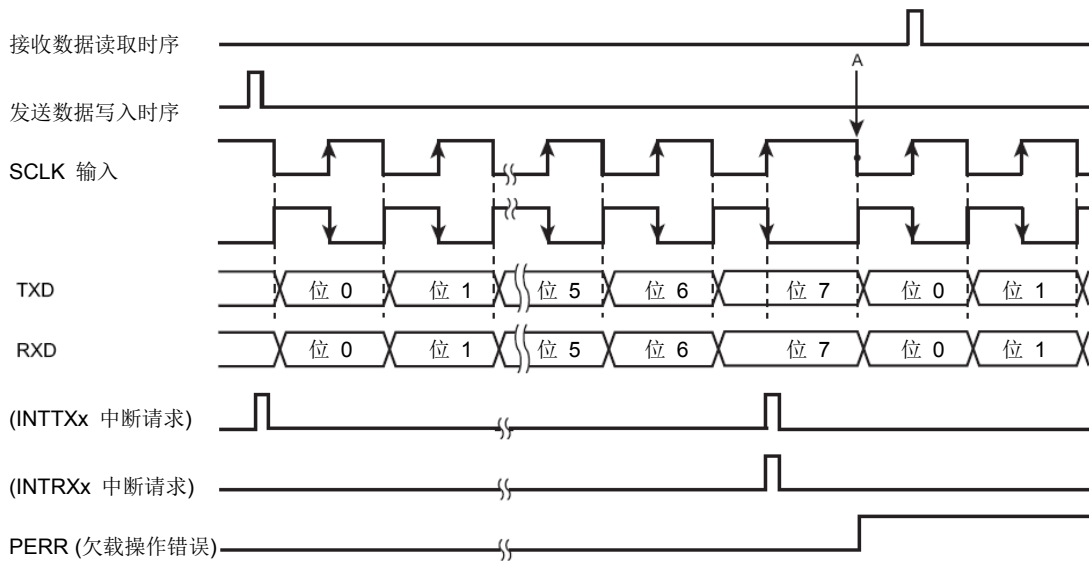 接收数据读取时序
A
发送数据写入时序
SCLK 输入
TXD 位 0 位 1 位 5 位 6 位 7 位 0 位 1
RXD 位 0 位 1 位 5 位 6 位 7 位 0 位 1
(INTTXx 中断请求)
(INTRXx 中断请求)
PERR (欠载操作错误)